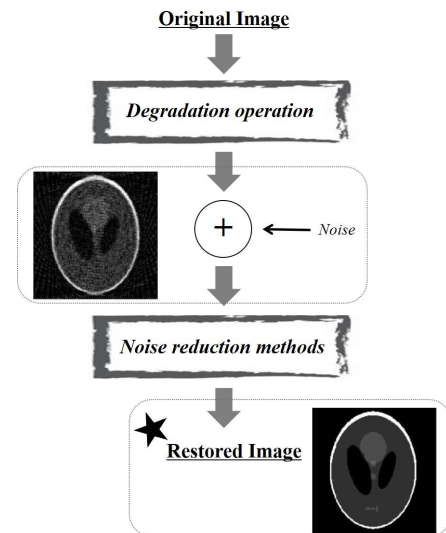 Original Image
Degradation operation
+
Noise
Noise reduction methods
Restored Image